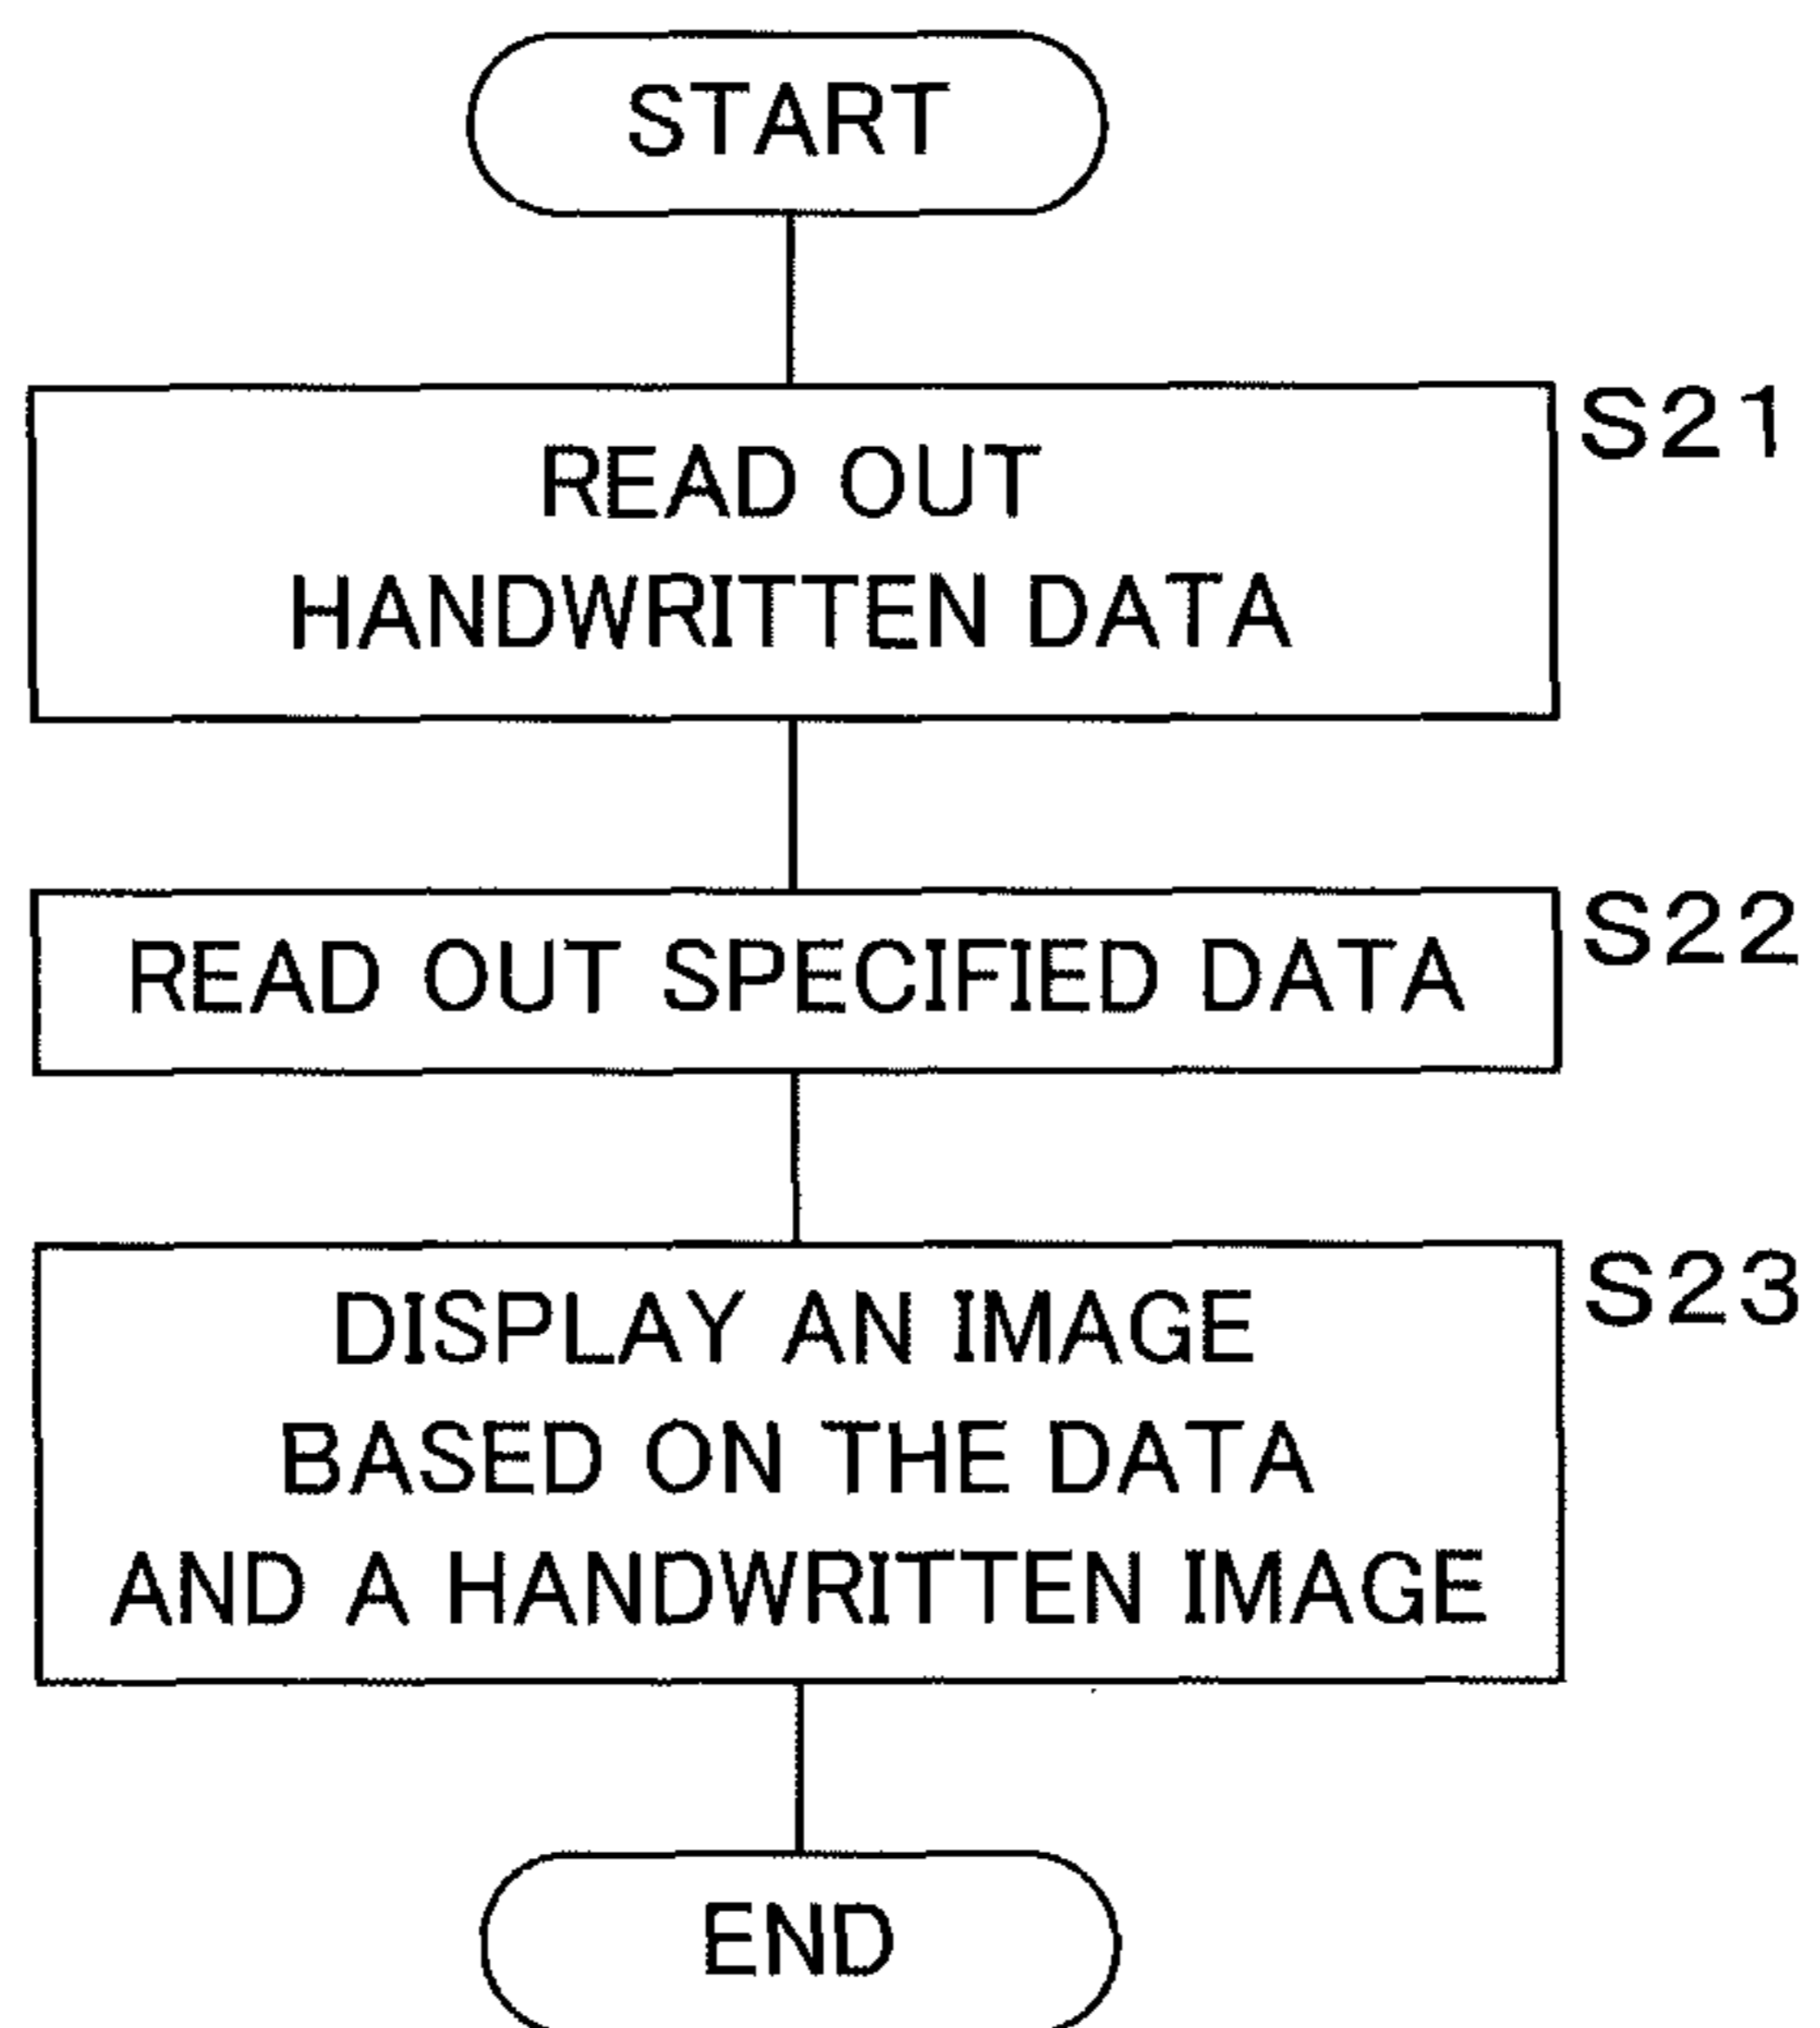 START
S21
READ OUT
HANDWRITTEN DATA
S22
READ OUT SPECIFIED DATA
S23
DISPLAY AN IMAGE
BASED ON THE DATA
AND A HANDWRITTEN IMAGE
END